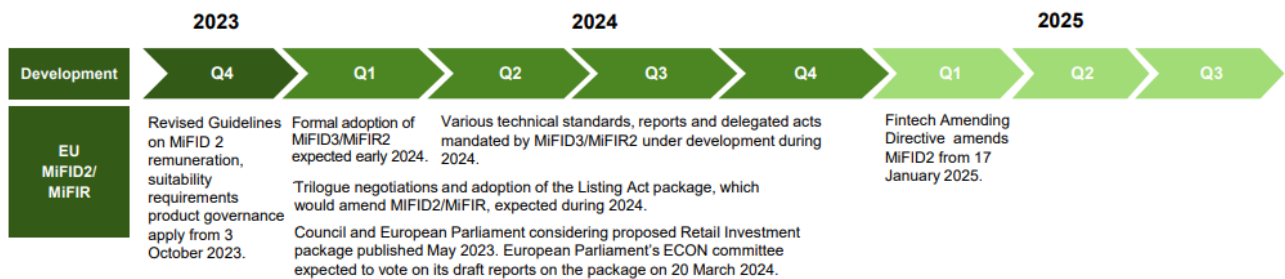 2023
2024
2025
Development
Q4
Q1
Q2
Q3
Q4
Q1
Q2
Q3
EU
MiFID2/
MiFIR
Revised Guidelines
on MiFID 2
remuneration,
suitability
requirements
product governance
apply from 3
October 2023.
Formal adoption of
MiFID3/MiFIR2
expected early 2024.
Various technical standards, reports and delegated acts
mandated by MiFID3/MiFIR2 under development during
2024.
Trilogue negotiations and adoption of the Listing Act package, which
would amend MIFID2/MiFIR, expected during 2024.
Council and European Parliament considering proposed Retail Investment
package published May 2023. European Parliament's ECON committee
expected to vote on its draft reports on the package on 20 March 2024.
Fintech Amending
Directive amends
MiFID2 from 17
January 2025.